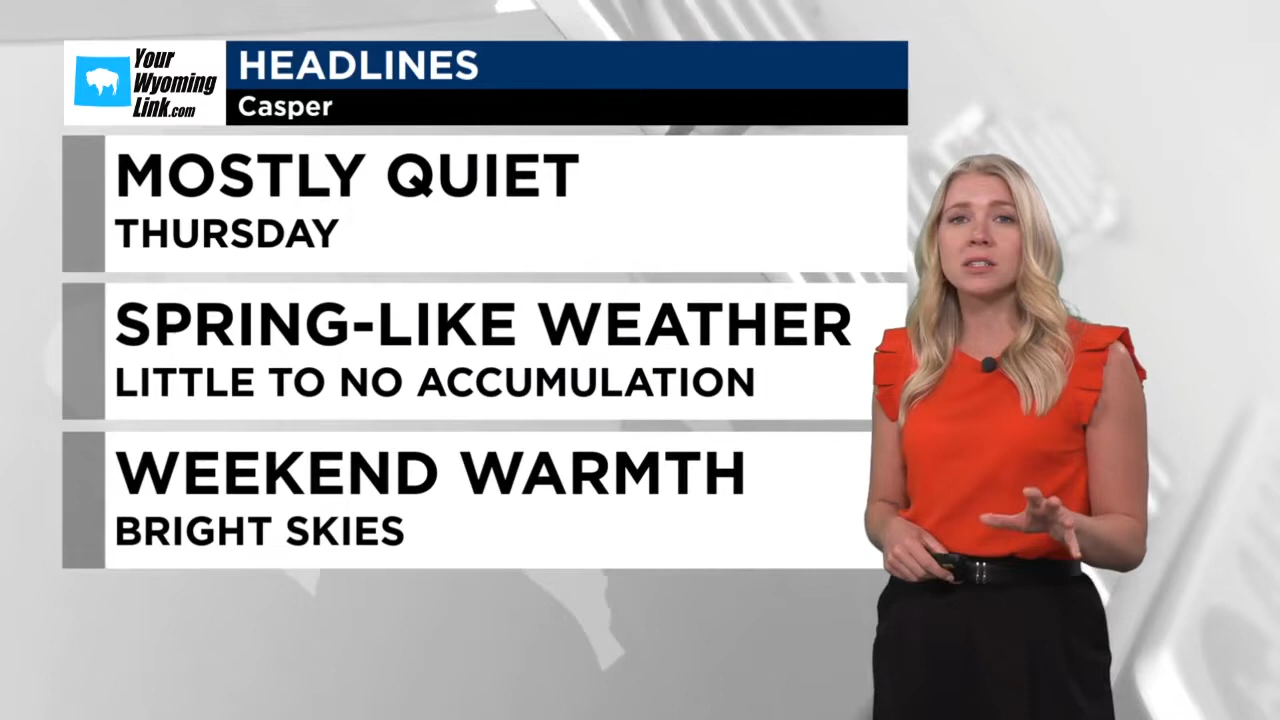 Your
Wyoming
Link.com
HEADLINES
Casper
MOSTLY QUIET
THURSDAY
SPRING-LIKE WEATHER
LITTLE TO NO ACCUMULATION
WEEKEND WARMTH
BRIGHT SKIES